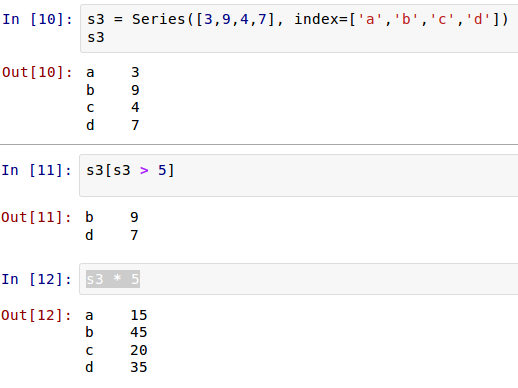 In [10]: s3 = Series([3,9,4,7], index=['a','b','c','d'])
s3
Out[10]: a 3
b 9
c 4
d 7
In [11]: s3[s3 > 5]
Out[11]: b 9
d 7
In [12]: s3 * 5
Out[12]: a 15
b 45
c 20
d 35